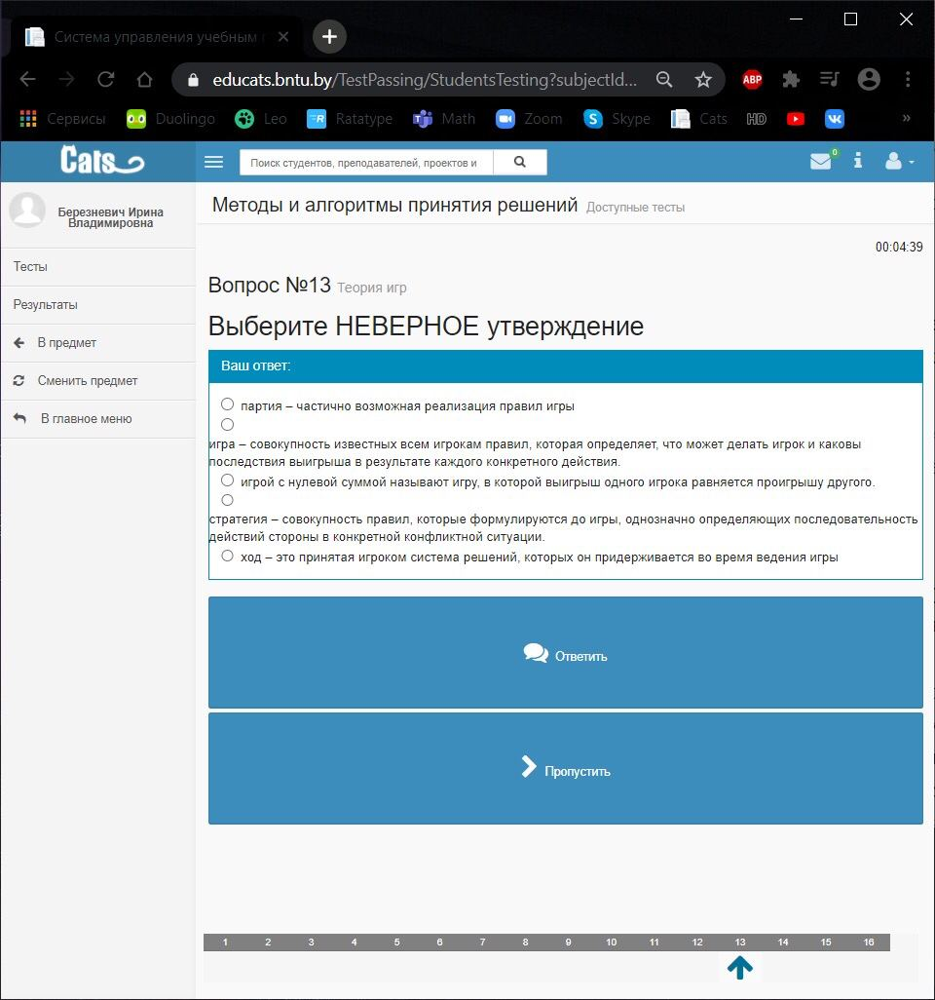 Система управления учебным
educats.bntu.by/TestPassing/StudentsTesting?subjectId...
ABP
Сервисы Duolingo Leo Ratatype Math Zoom Skype Cats HD »
Cats
Поиск студентов, преподавателей, проектов и
0
Березневич Ирина
Владимировна
Методы и алгоритмы принятия решений Доступные тесты
00:04:39
Тесты
Результаты
В предмет
Сменить предмет
В главное меню
Вопрос №13 Теория игр
Выберите НЕВЕРНОЕ утверждение
Ваш ответ:
партия – частично возможная реализация правил игры
игра – совокупность известных всем игрокам правил, которая определяет, что может делать игрок и каковы
последствия выигрыша в результате каждого конкретного действия.
игрой с нулевой суммой называют игру, в которой выигрыш одного игрока равняется проигрышу другого.
стратегия – совокупность правил, которые формулируются до игры, однозначно определяющих последовательность
действий стороны в конкретной конфликтной ситуации.
ход – это принятая игроком система решений, которых он придерживается во время ведения игры
Ответить
Пропустить
1 2 3 4 5 6 7 8 9 10 11 12 13 14 15 16